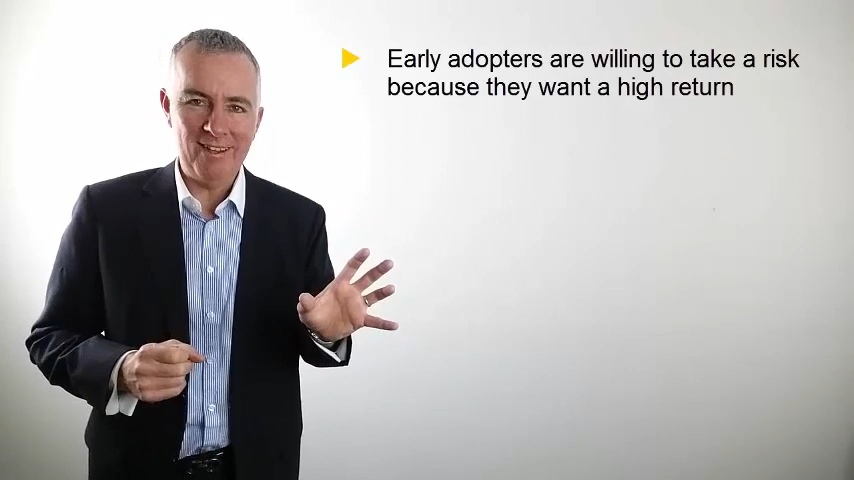 Early adopters are willing to take a risk
because they want a high return